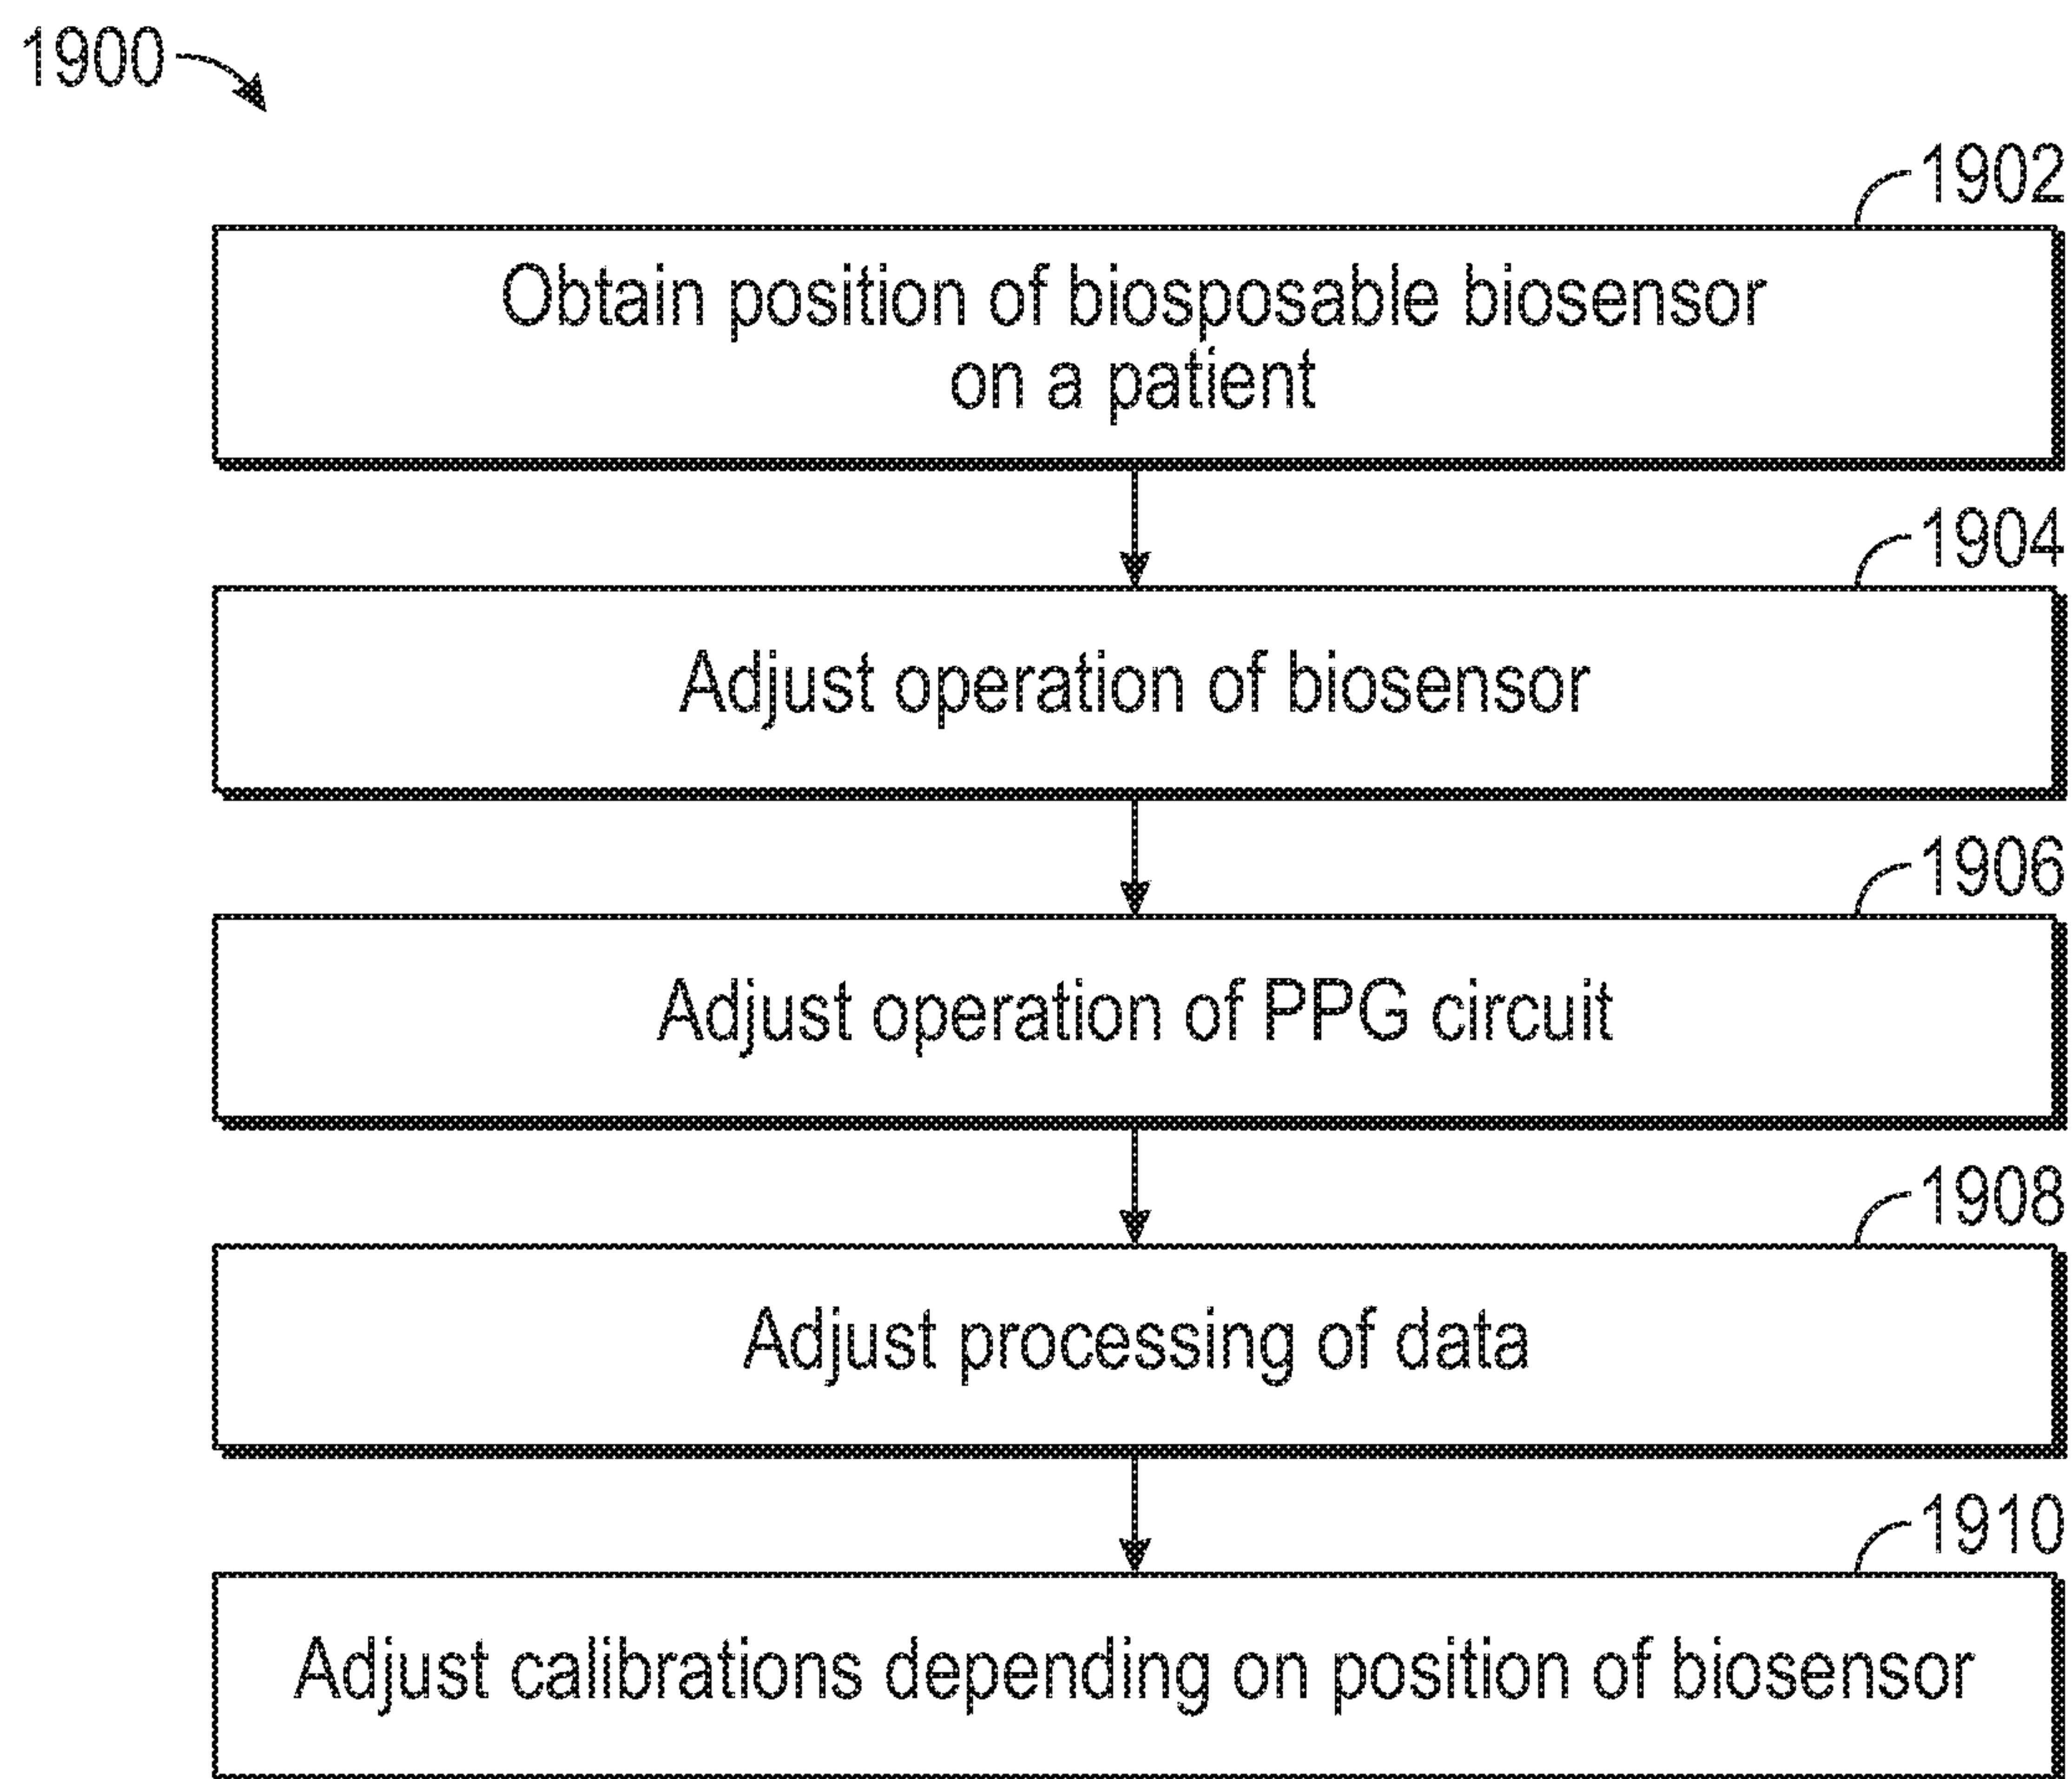 1900
1902
Obtain position of biosposable biosensor
on a patient
1904
Adjust operation of biosensor
1906
Adjust operation of PPG circuit
1908
Adjust processing of data
1910
Adjust calibrations depending on position of biosensor